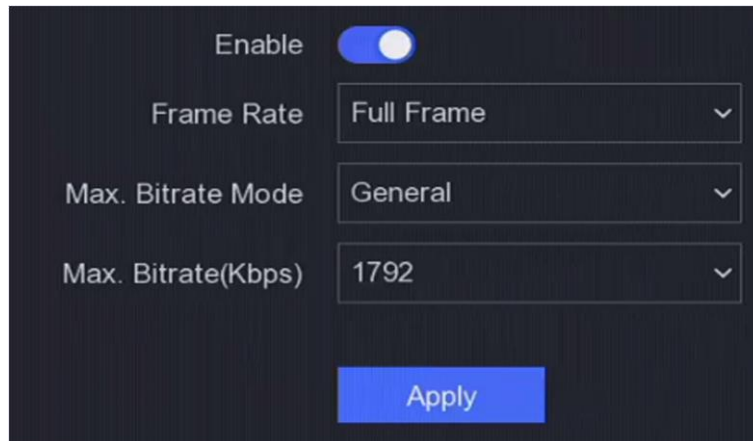 Enable
Frame Rate Full Frame
Max. Bitrate Mode General
Max. Bitrate(Kbps) 1792
Apply